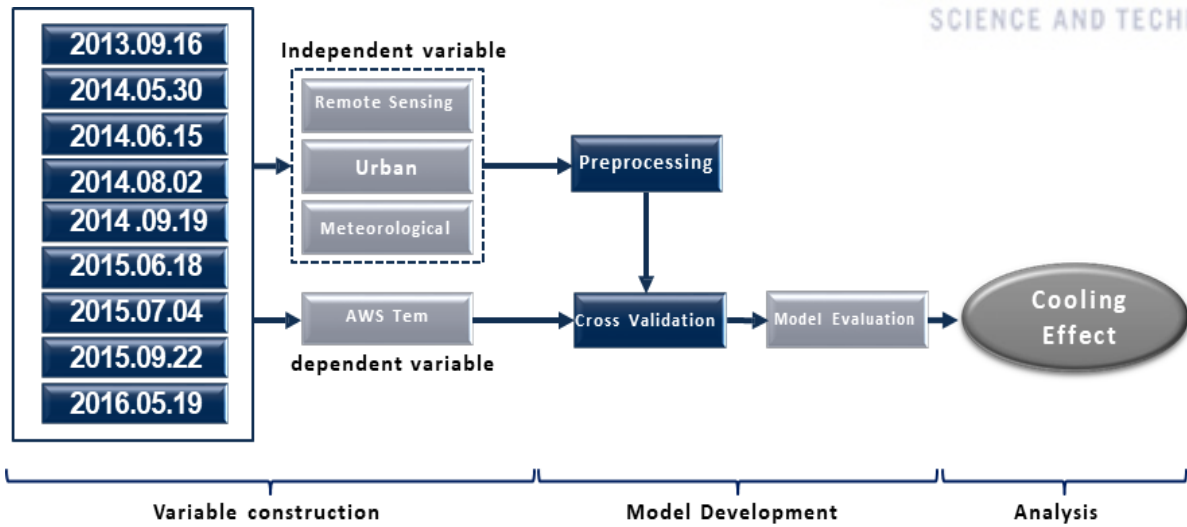 SCIENCE AND TECH
2013.09.16
2014.05.30
2014.06.15
2014.08.02
2014 .09.19
2015.06.18
2015.07.04
2015.09.22
2016.05.19
Independent variable
Remote Sensing
Urban
Meteorological
AWS Tem
dependent variable
Preprocessing
Cross Validation
Model Evaluation
Cooling
Effect
Variable construction
Model Development
Analysis